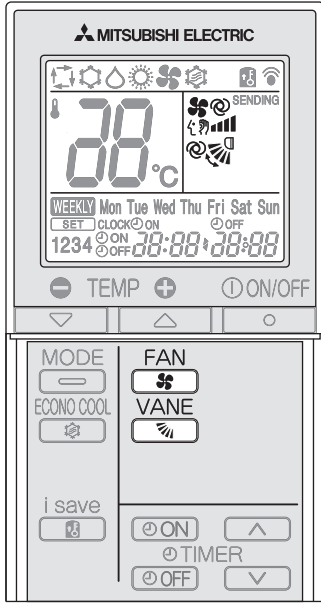 MITSUBISHI ELECTRIC
SENDING
88°C
WEEKLY Mon Tue Wed Thu Fri Sat Sun
SET CLOCK ON OFF
1234 ON 88:88 88:88
OFF
TEMP ON/OFF
MODE FAN
ECONO COOL VANE
i save
ON
TIMER
OFF